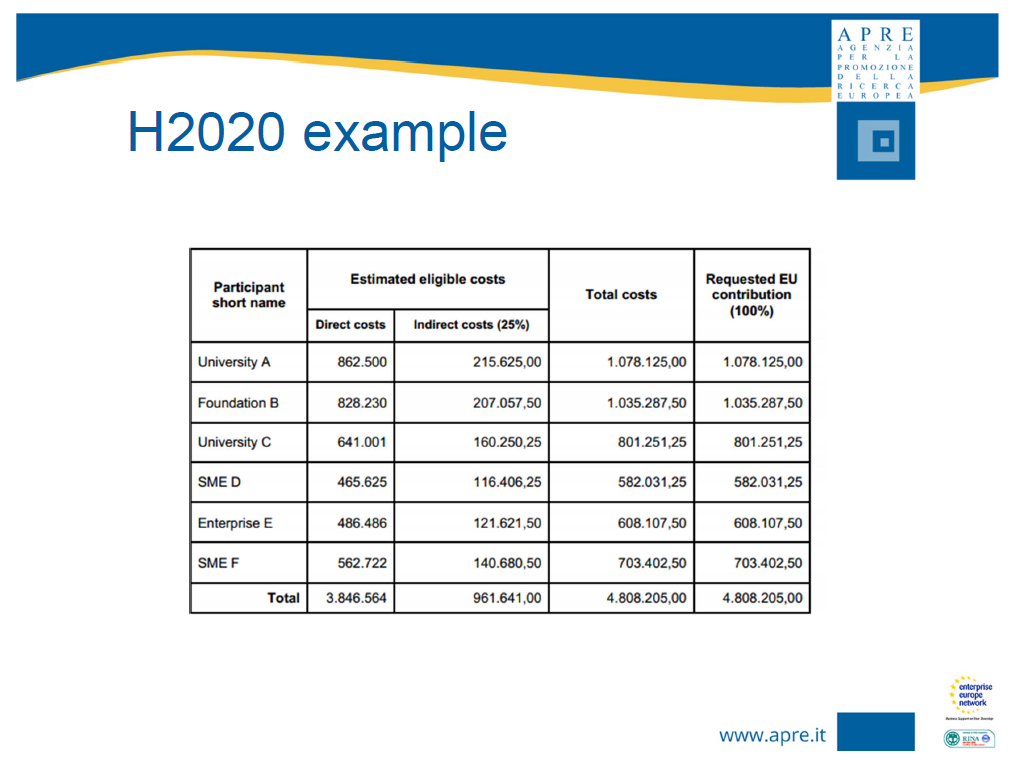 APRE
AGENZIA
PER LA
PROMOZIONE
DELLA
RICERCA
EUROPEA
H2020 example
Participant short name | Estimated eligible costs | Total costs | Requested EU contribution (100%)
Direct costs | Indirect costs (25%)
University A | 862.500 | 215.625,00 | 1.078.125,00 | 1.078.125,00
Foundation B | 828.230 | 207.057,50 | 1.035.287,50 | 1.035.287,50
University C | 641.001 | 160.250,25 | 801.251,25 | 801.251,25
SME D | 465.625 | 116.406,25 | 582.031,25 | 582.031,25
Enterprise E | 486.486 | 121.621,50 | 608.107,50 | 608.107,50
SME F | 562.722 | 140.680,50 | 703.402,50 | 703.402,50
Total | 3.846.564 | 961.641,00 | 4.808.205,00 | 4.808.205,00
enterprise
europe
network
Business Support on Your Doorstep
www.apre.it
RINA